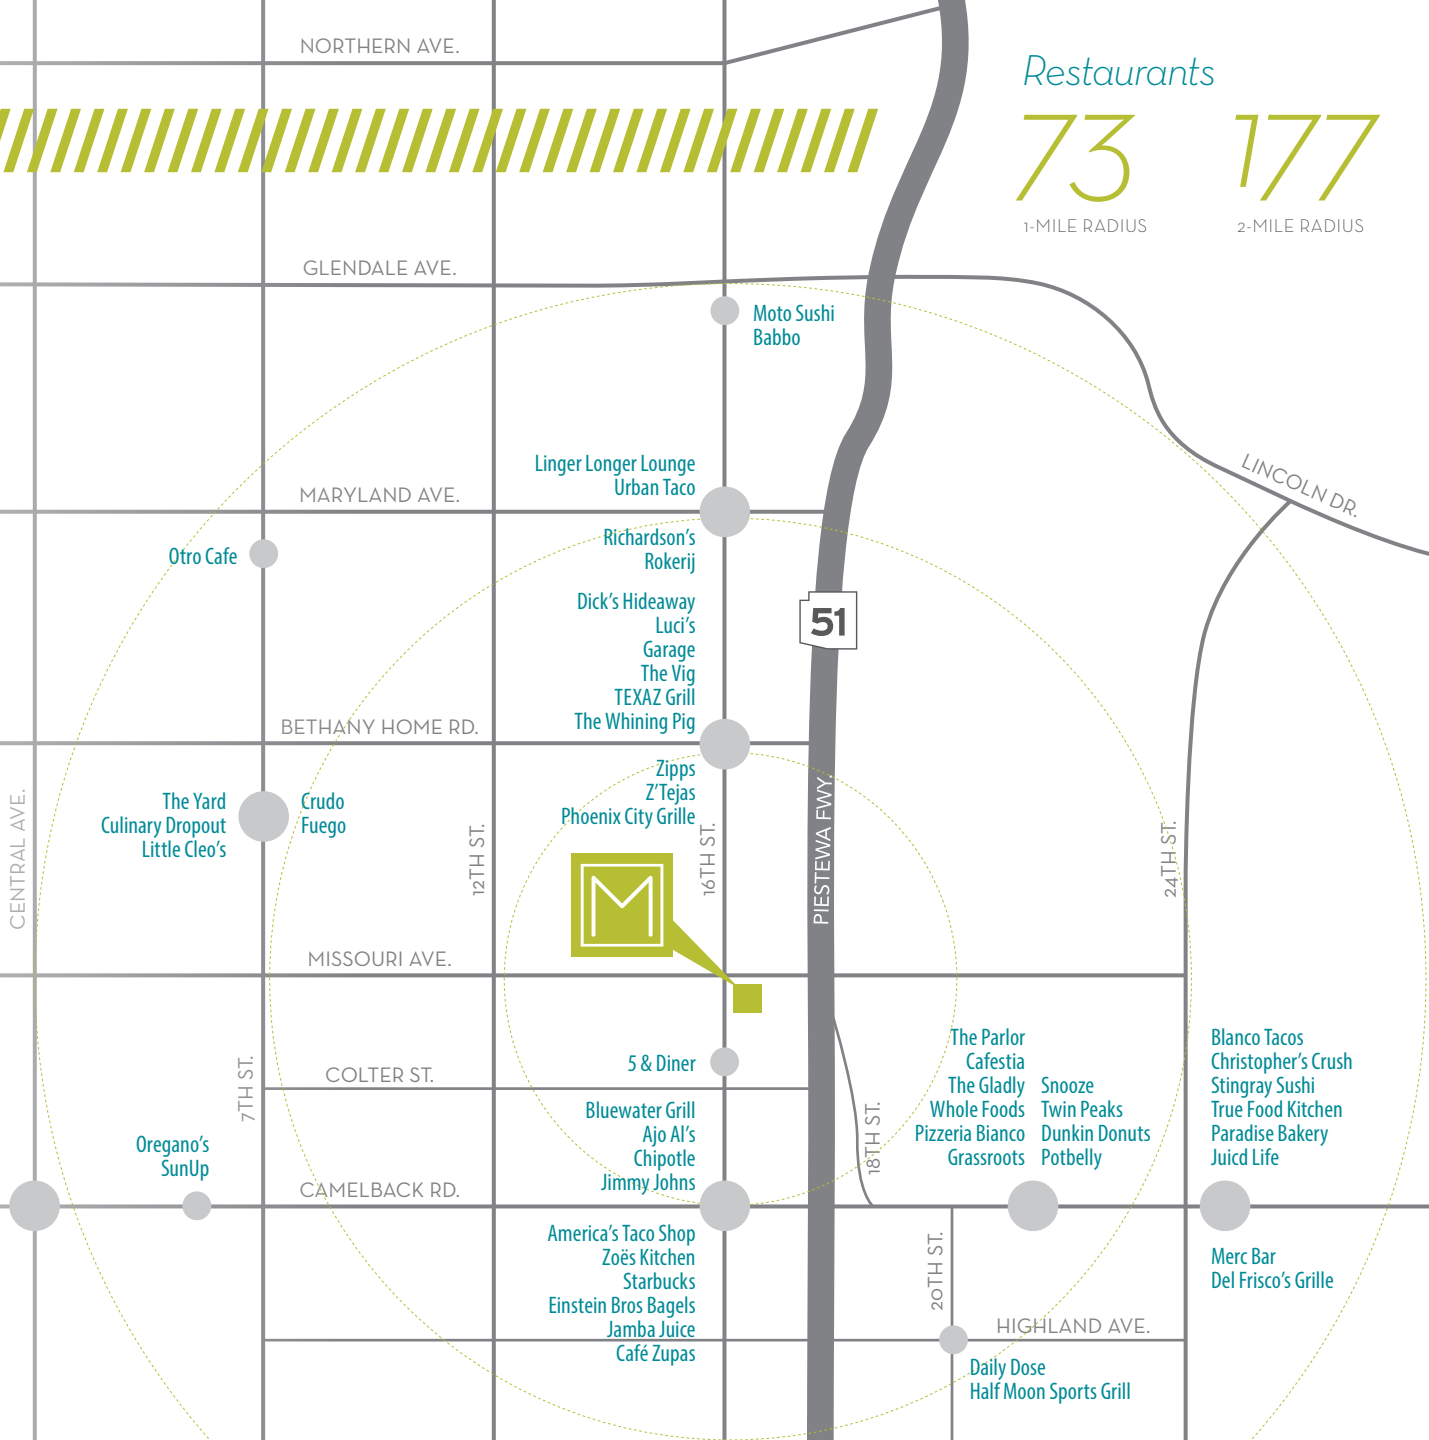 NORTHERN AVE.
Restaurants
73
177
1-MILE RADIUS
2-MILE RADIUS
GLENDALE AVE.
Moto Sushi
Babbo
LINCOLN DR.
Linger Longer Lounge
Urban Taco
MARYLAND AVE.
Richardson's
Rokerij
Otro Cafe
Dick's Hideaway
Luci's
Garage
The Vig
TEXAZ Grill
The Whining Pig
51
BETHANY HOME RD.
Zipps
Z'Tejas
Phoenix City Grille
The Yard
Culinary Dropout
Little Cleo's
Crudo
Fuego
CENTRAL AVE.
12TH ST.
16TH ST.
PIESTEWA FWY.
24TH ST.
M
MISSOURI AVE.
5 & Diner
7TH ST.
COLTER ST.
18TH ST.
The Parlor
Cafestia
The Gladly
Whole Foods
Pizzeria Bianco
Grassroots
Snooze
Twin Peaks
Dunkin Donuts
Potbelly
Blanco Tacos
Christopher's Crush
Stingray Sushi
True Food Kitchen
Paradise Bakery
Juicd Life
Bluewater Grill
Ajo Al's
Chipotle
Jimmy Johns
Oregano's
SunUp
CAMELBACK RD.
America's Taco Shop
Zoës Kitchen
Starbucks
Einstein Bros Bagels
Jamba Juice
Café Zupas
20TH ST.
Merc Bar
Del Frisco's Grille
HIGHLAND AVE.
Daily Dose
Half Moon Sports Grill